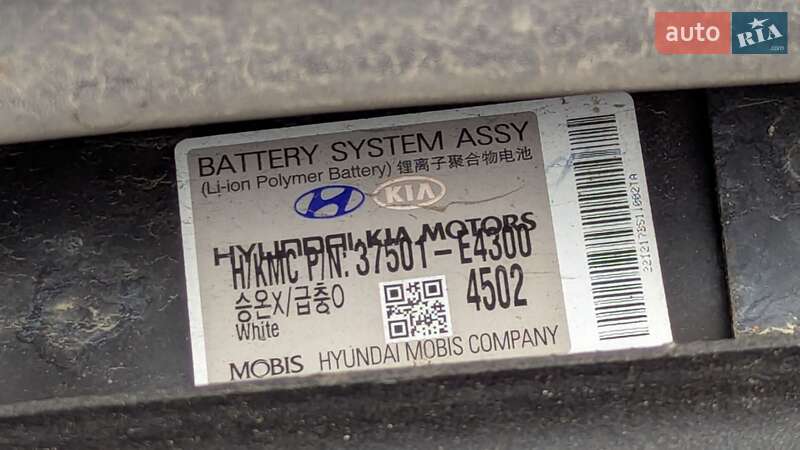 auto RIA
.com
BATTERY SYSTEM ASSY
(Li-ion Polymer Battery) 锂离子聚合物电池
KIA
HYUNDAI KIA MOTORS
H/KMC P/N: 37501-E4300
승온X/급충O
4502
White
MOBIS HYUNDAI MOBIS COMPANY